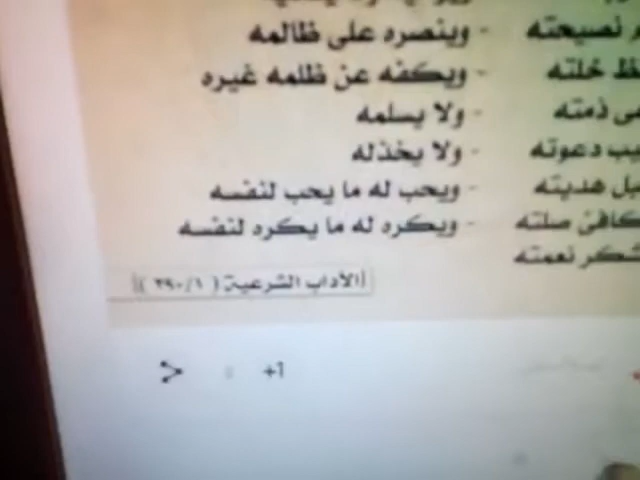 نصيحته - وينصره على ظالمه
خلته - ويكفه عن ظلمه غيره
ذمته - ولا يسلمه
دعوته - ولا يخذله
هديته - ويحب له ما يحب لنفسه
صلته - ويكره له ما يكره لنفسه
نعمته
الآداب الشرعية ( ٢٩٠/١ )
+1